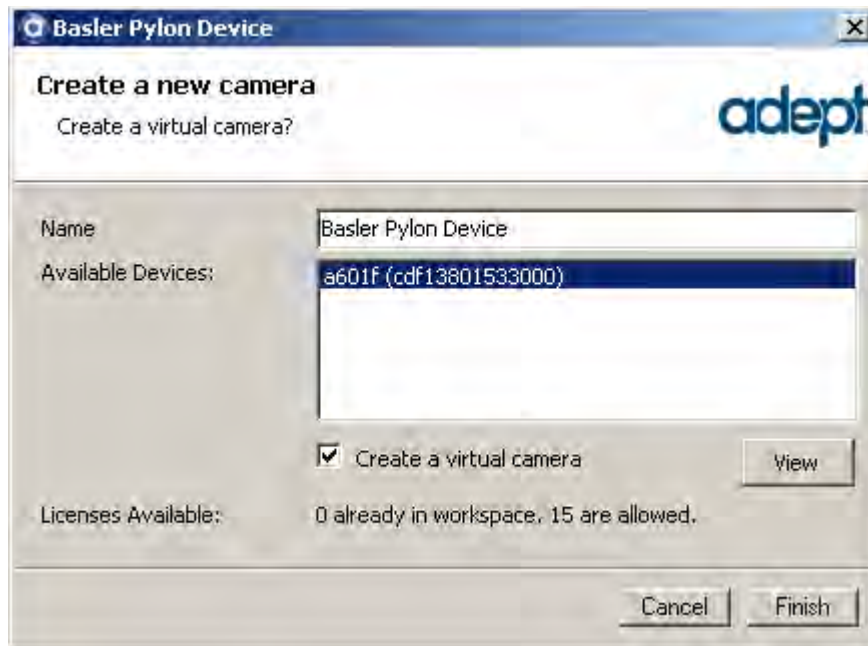 Basler Pylon Device
Create a new camera
Create a virtual camera?
adept
Name
Basler Pylon Device
Available Devices:
a601f (cdf13801533000)
Create a virtual camera
View
Licenses Available:
0 already in workspace, 15 are allowed.
Cancel
Finish